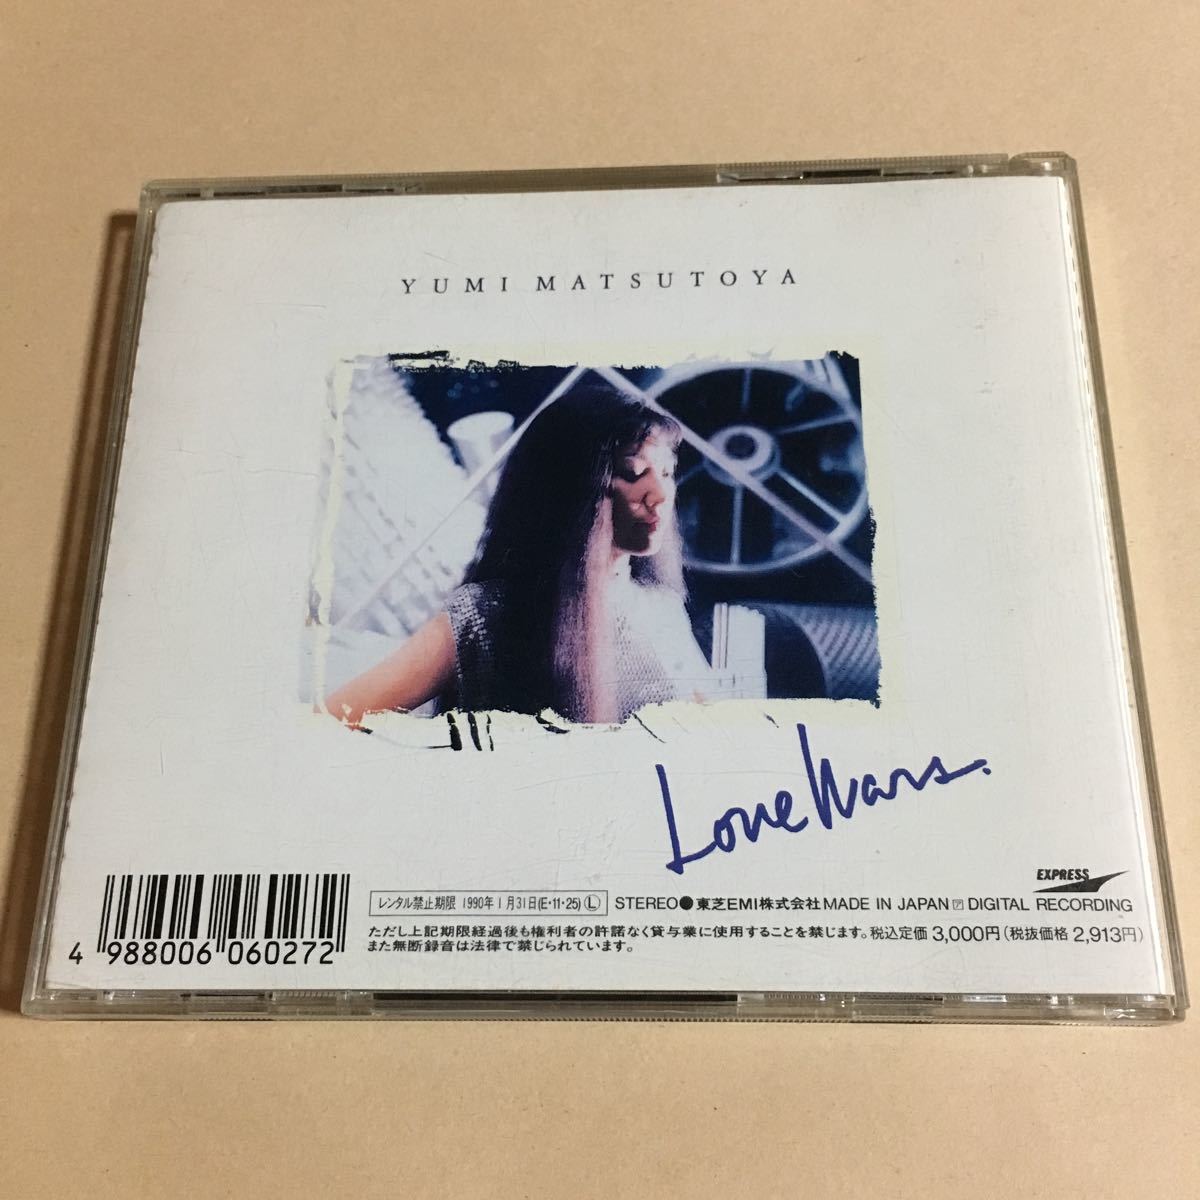 YUMI MATSUTOYA
Love Wars.
EXPRESS
レンタル禁止期限 1990年1月31日(E・11・25) Ⓛ STEREO●東芝EMI株式会社 MADE IN JAPAN Ⓟ DIGITAL RECORDING
ただし上記期限経過後も権利者の許諾なく貸与業に使用することを禁じます。税込定価 3,000円(税抜価格 2,913円)
また無断録音は法律で禁じられています。
4 988006 060272